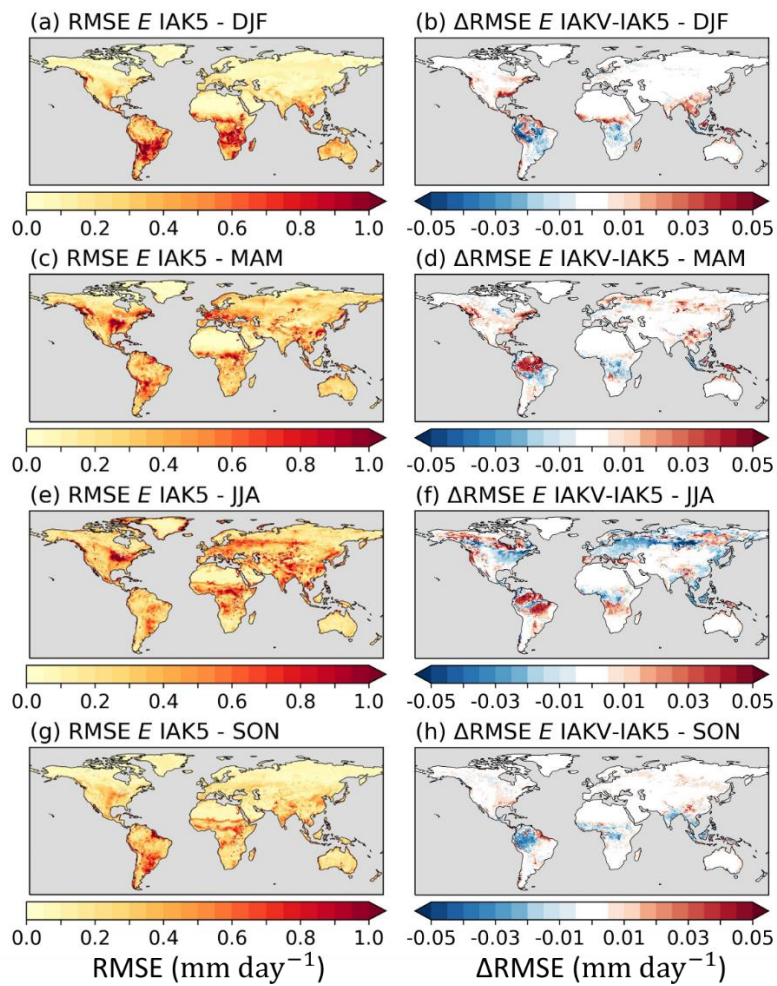 (a) RMSE E IAK5 - DJF
(b) ΔRMSE E IAKV-IAK5 - DJF
0.0 0.2 0.4 0.6 0.8 1.0
-0.05 -0.03 -0.01 0.01 0.03 0.05
(c) RMSE E IAK5 - MAM
(d) ΔRMSE E IAKV-IAK5 - MAM
0.0 0.2 0.4 0.6 0.8 1.0
-0.05 -0.03 -0.01 0.01 0.03 0.05
(e) RMSE E IAK5 - JJA
(f) ΔRMSE E IAKV-IAK5 - JJA
0.0 0.2 0.4 0.6 0.8 1.0
-0.05 -0.03 -0.01 0.01 0.03 0.05
(g) RMSE E IAK5 - SON
(h) ΔRMSE E IAKV-IAK5 - SON
0.0 0.2 0.4 0.6 0.8 1.0
-0.05 -0.03 -0.01 0.01 0.03 0.05
RMSE (mm day⁻¹)
ΔRMSE (mm day⁻¹)